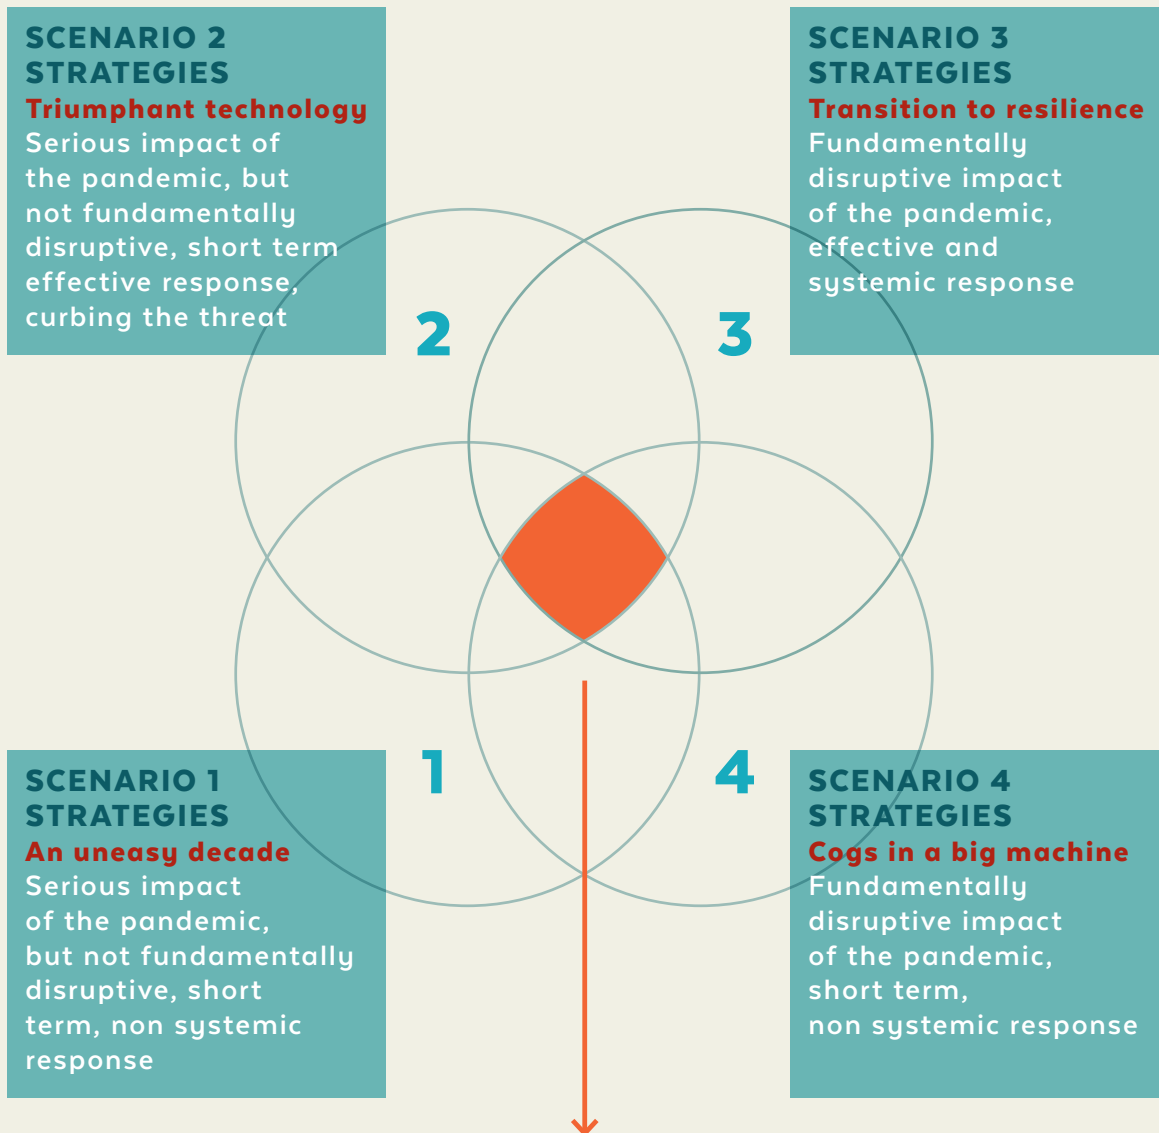 SCENARIO 2
STRATEGIES
Triumphant technology
Serious impact of
the pandemic, but
not fundamentally
disruptive, short term
effective response,
curbing the threat
SCENARIO 3
STRATEGIES
Transition to resilience
Fundamentally
disruptive impact
of the pandemic,
effective and
systemic response
2
3
1
4
SCENARIO 1
STRATEGIES
An uneasy decade
Serious impact
of the pandemic,
but not fundamentally
disruptive, short
term, non systemic
response
SCENARIO 4
STRATEGIES
Cogs in a big machine
Fundamentally
disruptive impact
of the pandemic,
short term,
non systemic response